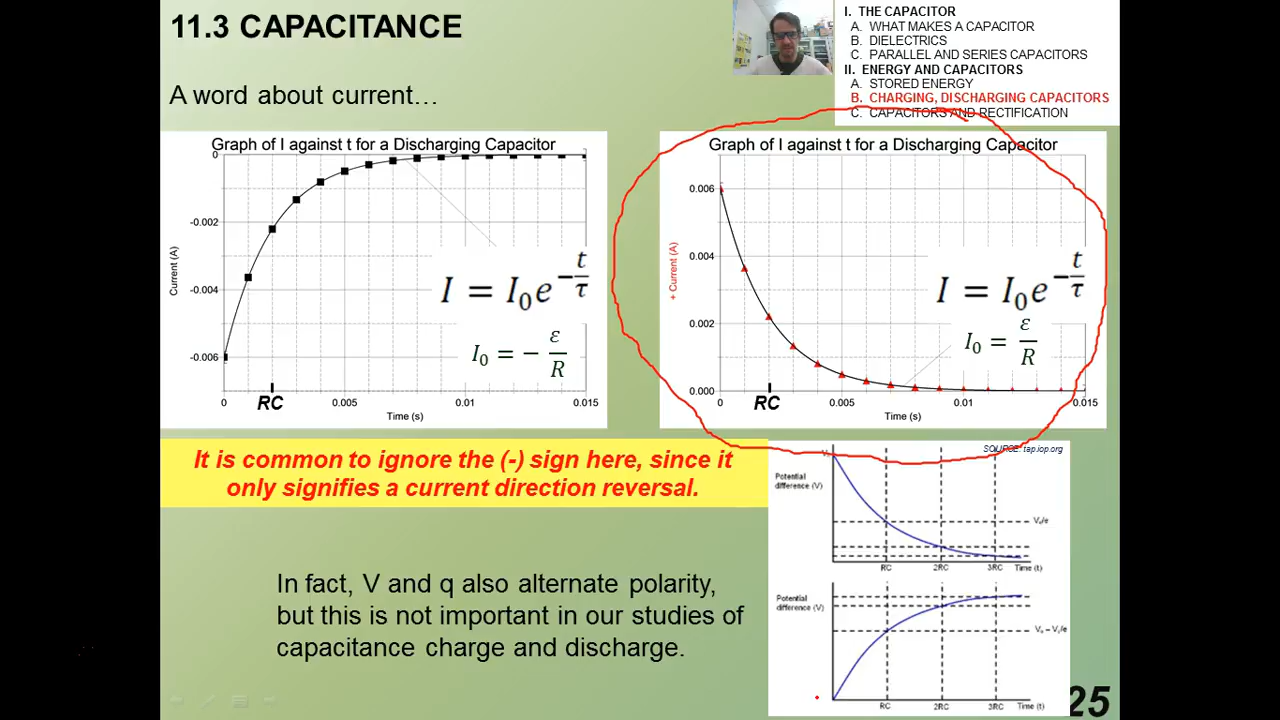 11.3 CAPACITANCE
I. THE CAPACITOR
A. WHAT MAKES A CAPACITOR
B. DIELECTRICS
C. PARALLEL AND SERIES CAPACITORS
II. ENERGY AND CAPACITORS
A. STORED ENERGY
B. CHARGING, DISCHARGING CAPACITORS
C. CAPACITORS AND RECTIFICATION
A word about current…
Graph of I against t for a Discharging Capacitor
0
-0.002
-0.004
-0.006
Current (A)
I = I₀e^(−t/τ)
I₀ = − ε/R
0 RC 0.005 0.01 0.015
Time (s)
Graph of I against t for a Discharging Capacitor
0.006
0.004
0.002
0.000
+ Current (A)
I = I₀e^(−t/τ)
I₀ = ε/R
0 RC 0.005 0.01 0.015
Time (s)
It is common to ignore the (-) sign here, since it
only signifies a current direction reversal.
In fact, V and q also alternate polarity,
but this is not important in our studies of
capacitance charge and discharge.
SOURCE: tap.iop.org
V₀
Potential
difference (V)
V₀/e
RC 2RC 3RC Time (t)
Potential
difference (V)
V₀ – V₀/e
RC 2RC 3RC Time (t)
25